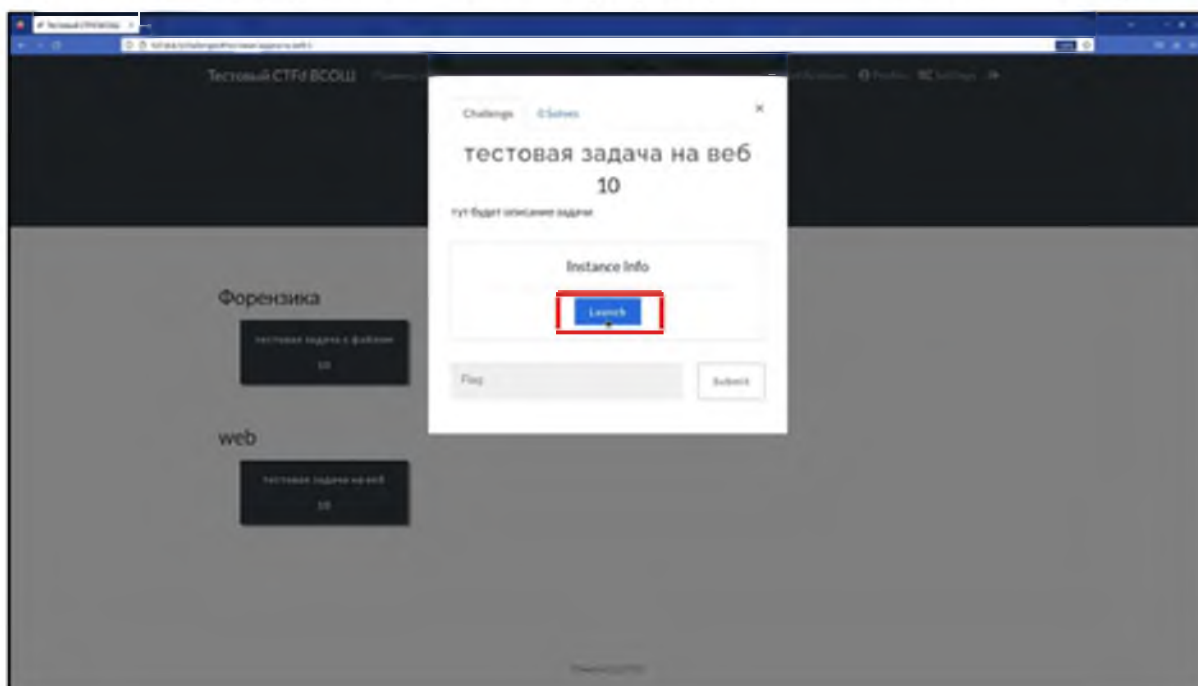 Тестовый CTFd ВСОШ
Challenge
0 Solves
×
тестовая задача на веб
10
тут будет описание задачи
Instance Info
Launch
Flag
Submit
Форензика
тестовая задача с файлом
10
web
тестовая задача на веб
10